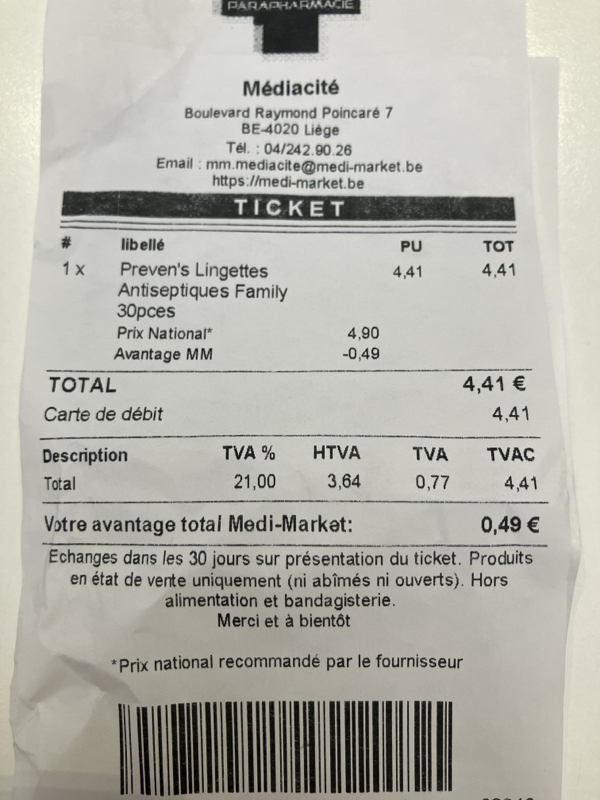 PARAPHARMACIE
Médiacité
Boulevard Raymond Poincaré 7
BE-4020 Liège
Tél. : 04/242.90.26
Email : mm.mediacite@medi-market.be
https://medi-market.be
TICKET
# libellé PU TOT
1 x Preven's Lingettes 4,41 4,41
Antiseptiques Family
30pces
Prix National* 4,90
Avantage MM -0,49
TOTAL 4,41 €
Carte de débit 4,41
Description TVA % HTVA TVA TVAC
Total 21,00 3,64 0,77 4,41
Votre avantage total Medi-Market: 0,49 €
Echanges dans les 30 jours sur présentation du ticket. Produits
en état de vente uniquement (ni abîmés ni ouverts). Hors
alimentation et bandagisterie.
Merci et à bientôt
*Prix national recommandé par le fournisseur